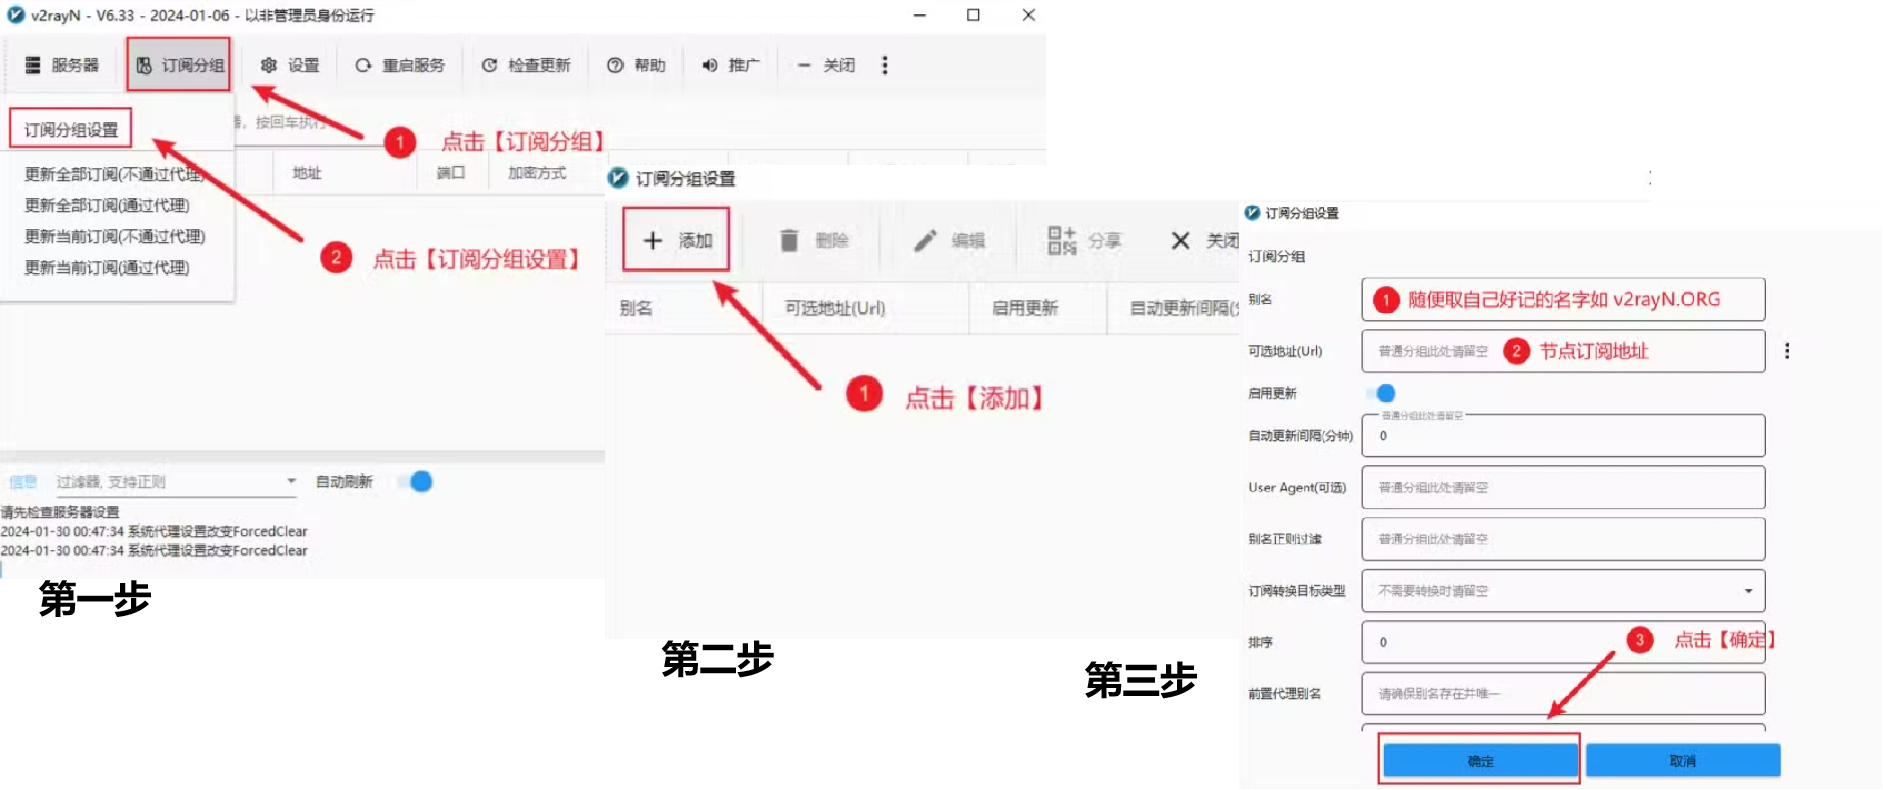 v2rayN - V6.33 - 2024-01-06 - 以非管理员身份运行
服务器 订阅分组 设置 重启服务 检查更新 帮助 推广 关闭
订阅分组设置
按回车执行
1 点击【订阅分组】
更新全部订阅(不通过代理)
更新全部订阅(通过代理)
更新当前订阅(不通过代理)
更新当前订阅(通过代理)
地址 端口 加密方式
2 点击【订阅分组设置】
信息 过滤器, 支持正则 自动刷新
请先检查服务器设置
2024-01-30 00:47:34 系统代理设置改变ForcedClear
2024-01-30 00:47:34 系统代理设置改变ForcedClear
第一步
订阅分组设置
添加 删除 编辑 分享 关闭
别名 可选地址(Url) 启用更新 自动更新间隔(
1 点击【添加】
第二步
订阅分组设置
订阅分组
别名 1 随便取自己好记的名字如 v2rayN.ORG
可选地址(Url) 普通分组此处请留空 2 节点订阅地址
启用更新
普通分组此处请留空
自动更新间隔(分钟) 0
User Agent(可选) 普通分组此处请留空
别名正则过滤 普通分组此处请留空
订阅转换目标类型 不需要转换时请留空
排序 0
3 点击【确定】
前置代理别名 请确保别名存在并唯一
确定 取消
第三步